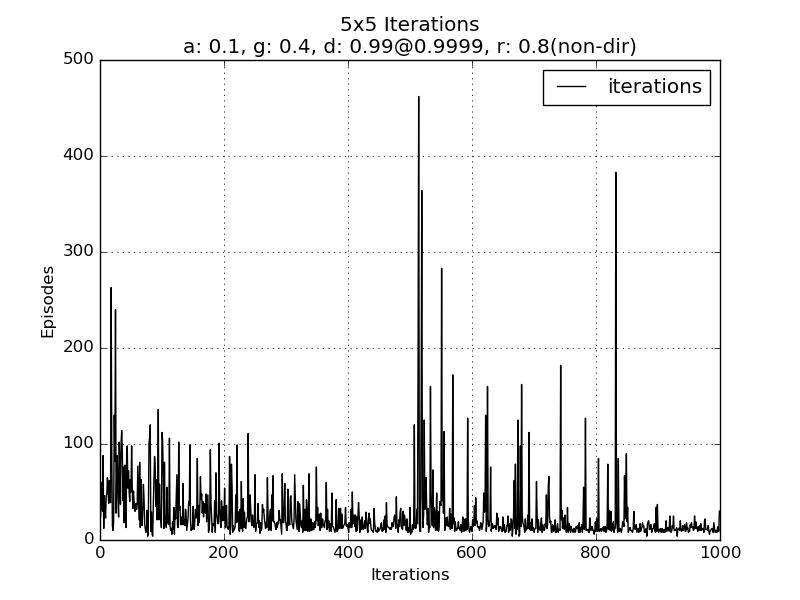 5x5 Iterations
a: 0.1, g: 0.4, d: 0.99@0.9999, r: 0.8(non-dir)
500
iterations
400
300
Episodes
200
100
0
0 200 400 600 800 1000
Iterations